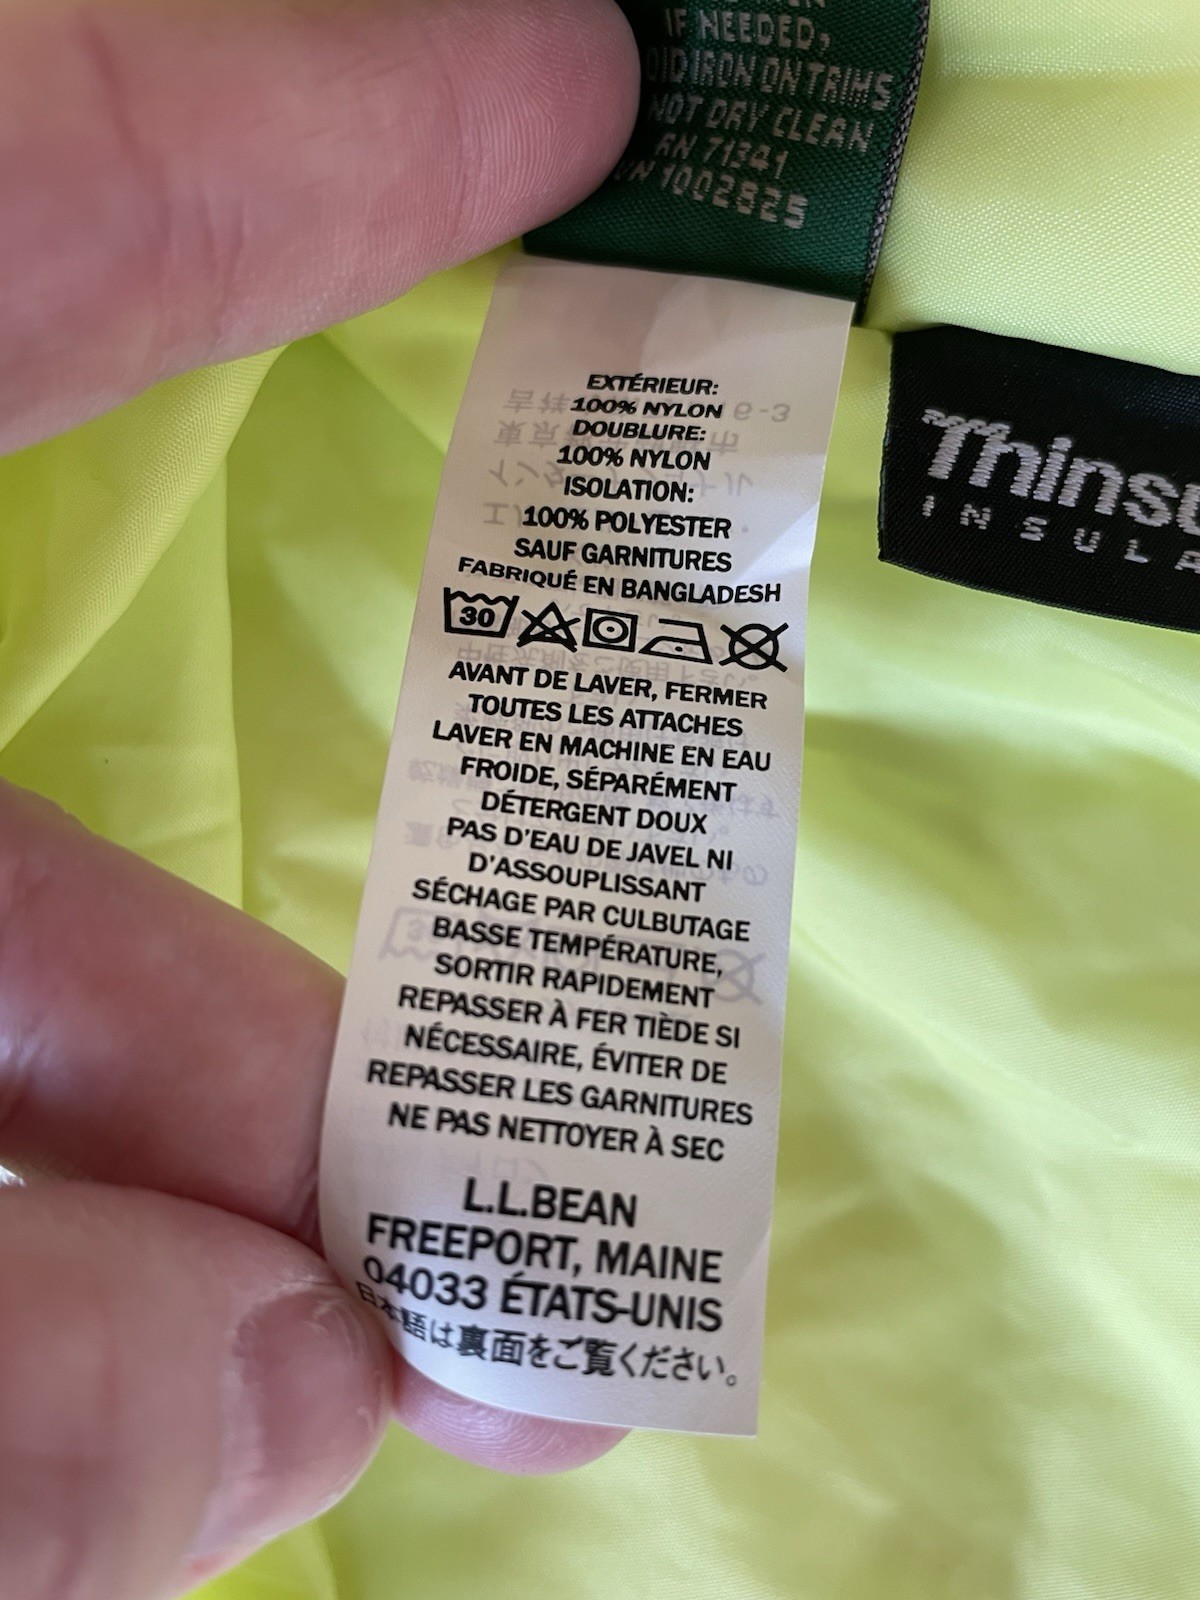 IF NEEDED,
IRON ON TRIMS
NOT DRY CLEAN
RN 71341
1002825
Thinsu
INSULA
EXTÉRIEUR:
100% NYLON
DOUBLURE:
100% NYLON
ISOLATION:
100% POLYESTER
SAUF GARNITURES
FABRIQUÉ EN BANGLADESH
30
AVANT DE LAVER, FERMER
TOUTES LES ATTACHES
LAVER EN MACHINE EN EAU
FROIDE, SÉPARÉMENT
DÉTERGENT DOUX
PAS D'EAU DE JAVEL NI
D'ASSOUPLISSANT
SÉCHAGE PAR CULBUTAGE
BASSE TEMPÉRATURE,
SORTIR RAPIDEMENT
REPASSER À FER TIÈDE SI
NÉCESSAIRE, ÉVITER DE
REPASSER LES GARNITURES
NE PAS NETTOYER À SEC
L.L.BEAN
FREEPORT, MAINE
04033 ÉTATS-UNIS
日本語は裏面をご覧ください。